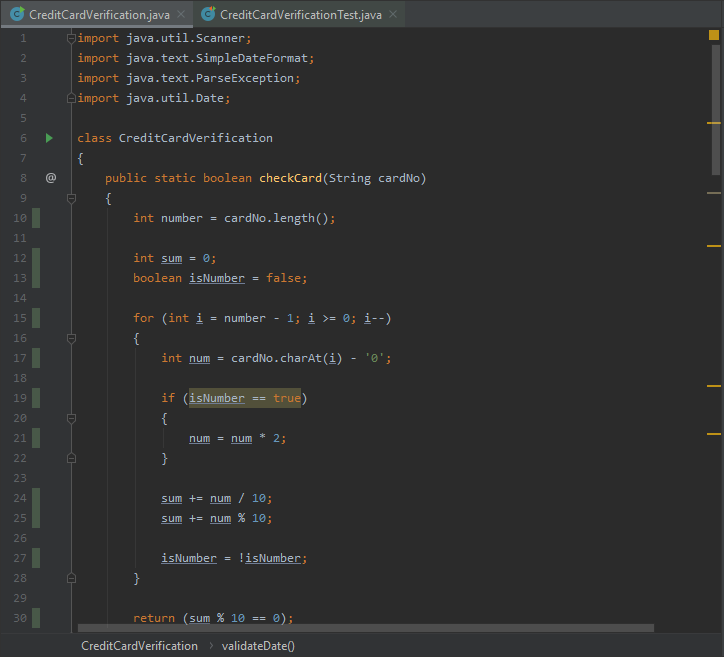 CreditCardVerification.java × CreditCardVerificationTest.java ×
1 import java.util.Scanner;
2 import java.text.SimpleDateFormat;
3 import java.text.ParseException;
4 import java.util.Date;
5
6 class CreditCardVerification
7 {
8 @ public static boolean checkCard(String cardNo)
9 {
10 int number = cardNo.length();
11
12 int sum = 0;
13 boolean isNumber = false;
14
15 for (int i = number - 1; i >= 0; i--)
16 {
17 int num = cardNo.charAt(i) - '0';
18
19 if (isNumber == true)
20 {
21 num = num * 2;
22 }
23
24 sum += num / 10;
25 sum += num % 10;
26
27 isNumber = !isNumber;
28 }
29
30 return (sum % 10 == 0);
CreditCardVerification › validateDate()